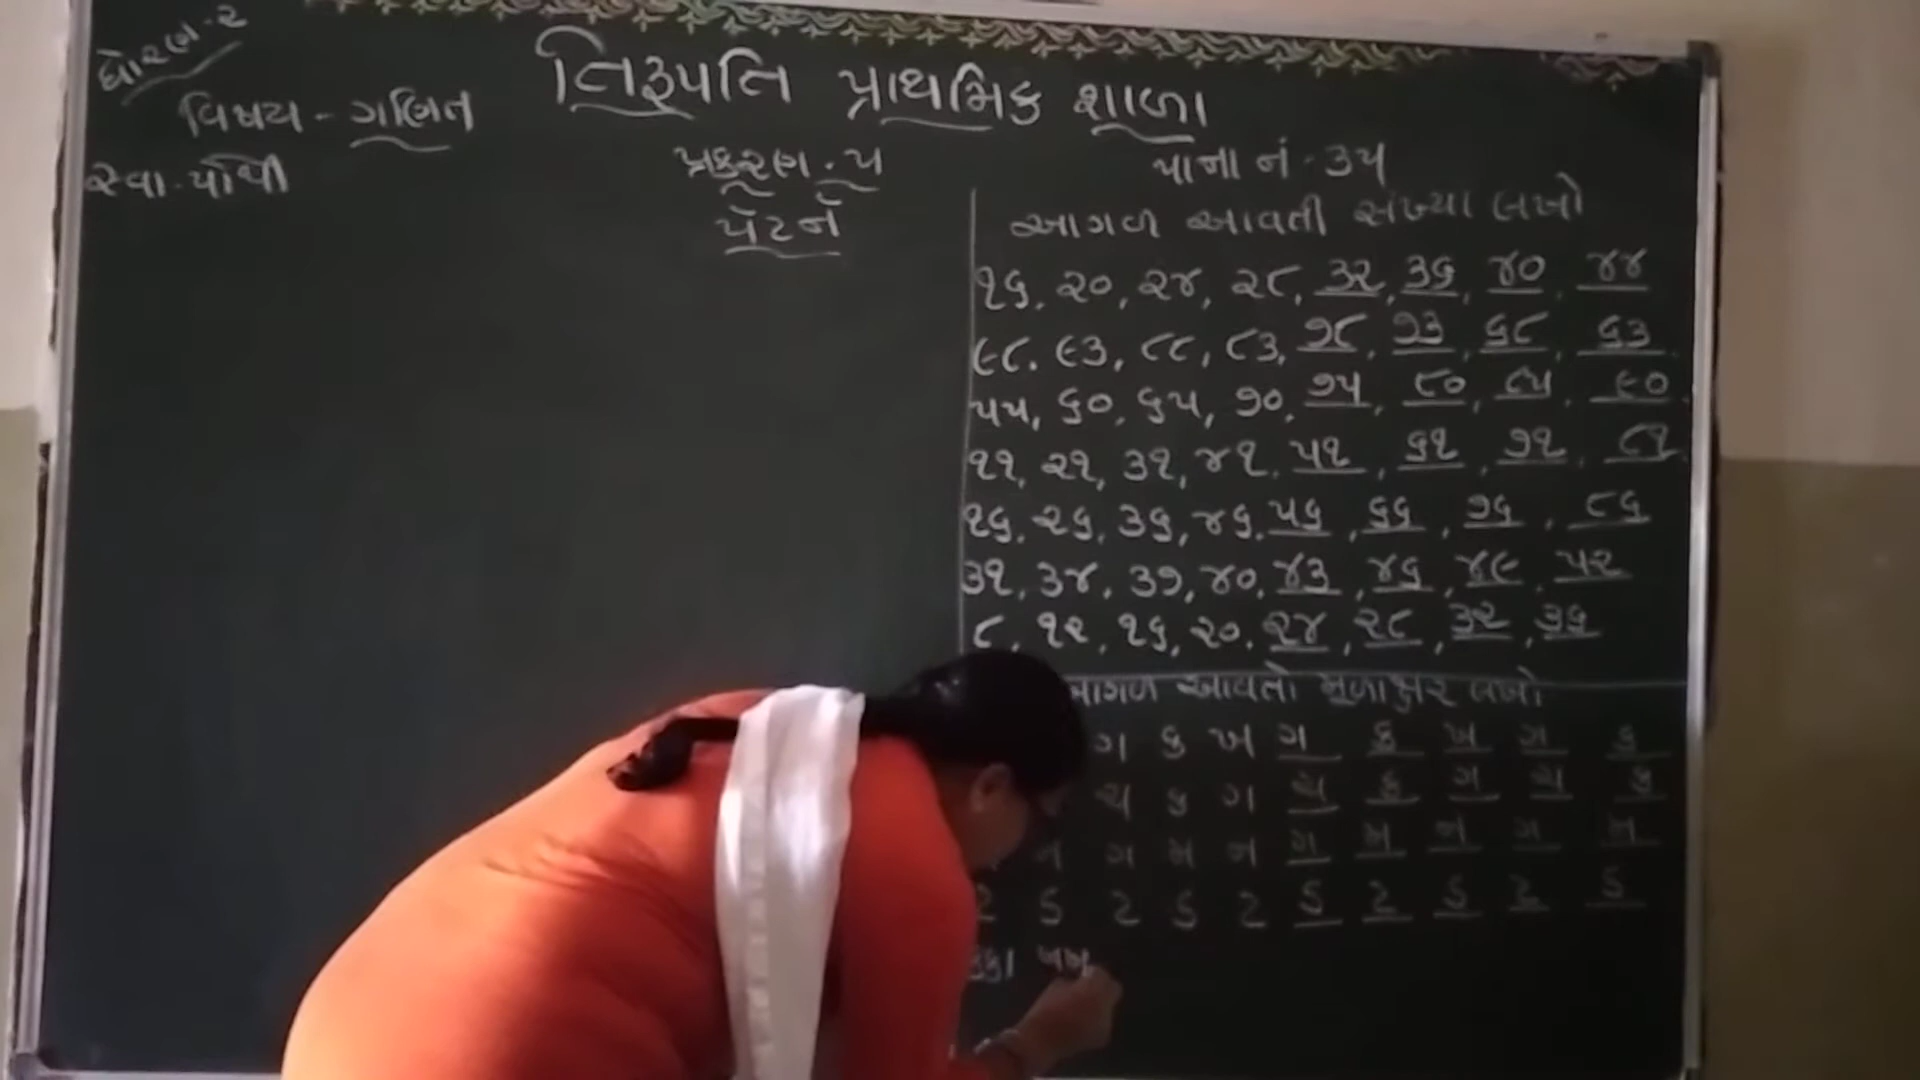 ધોરણ-૨
તિરૂપતિ પ્રાથમિક શાળા
વિષય - ગણિત
સ્વા.પોથી
પ્રકરણ.૫
પૅટર્ન
પાના નં - ૩૫
આગળ આવતી સંખ્યા લખો
૧૬, ૨૦, ૨૪, ૨૮, ૩૨, ૩૬, ૪૦, ૪૪
૯૮, ૯૩, ૮૮, ૮૩, ૭૮, ૭૩, ૬૮, ૬૩
૫૫, ૬૦, ૬૫, ૭૦, ૭૫, ૮૦, ૮૫, ૯૦
૧૧, ૨૧, ૩૧, ૪૧, ૫૧, ૬૧, ૭૧, ૮૧
૧૬, ૨૬, ૩૬, ૪૬, ૫૬, ૬૬, ૭૬, ૮૬
૩૧, ૩૪, ૩૭, ૪૦, ૪૩, ૪૬, ૪૯, ૫૨
૮, ૧૨, ૧૬, ૨૦, ૨૪, ૨૮, ૩૨, ૩૬
આવતો મૂળાક્ષર લખો
ગ ક ખ ગ ક ખ ગ ક
ચ ક ગ ચ ક ગ ચ ક
ન ગ મ ન ગ મ ન ગ મ
ટ ડ ટ ડ ટ ડ ટ ડ ટ ડ